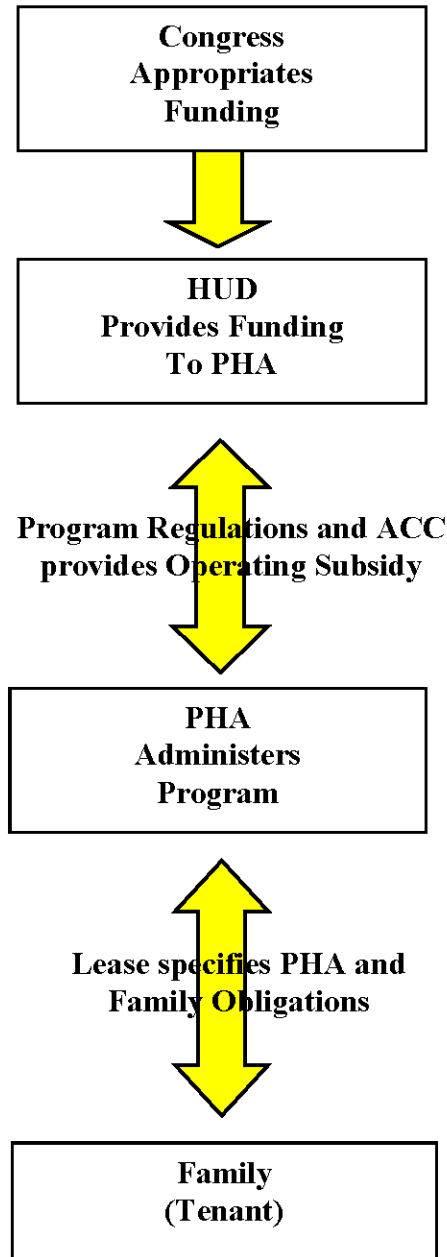 Congress
Appropriates
Funding
HUD
Provides Funding
To PHA
Program Regulations and ACC
provides Operating Subsidy
PHA
Administers
Program
Lease specifies PHA and
Family Obligations
Family
(Tenant)